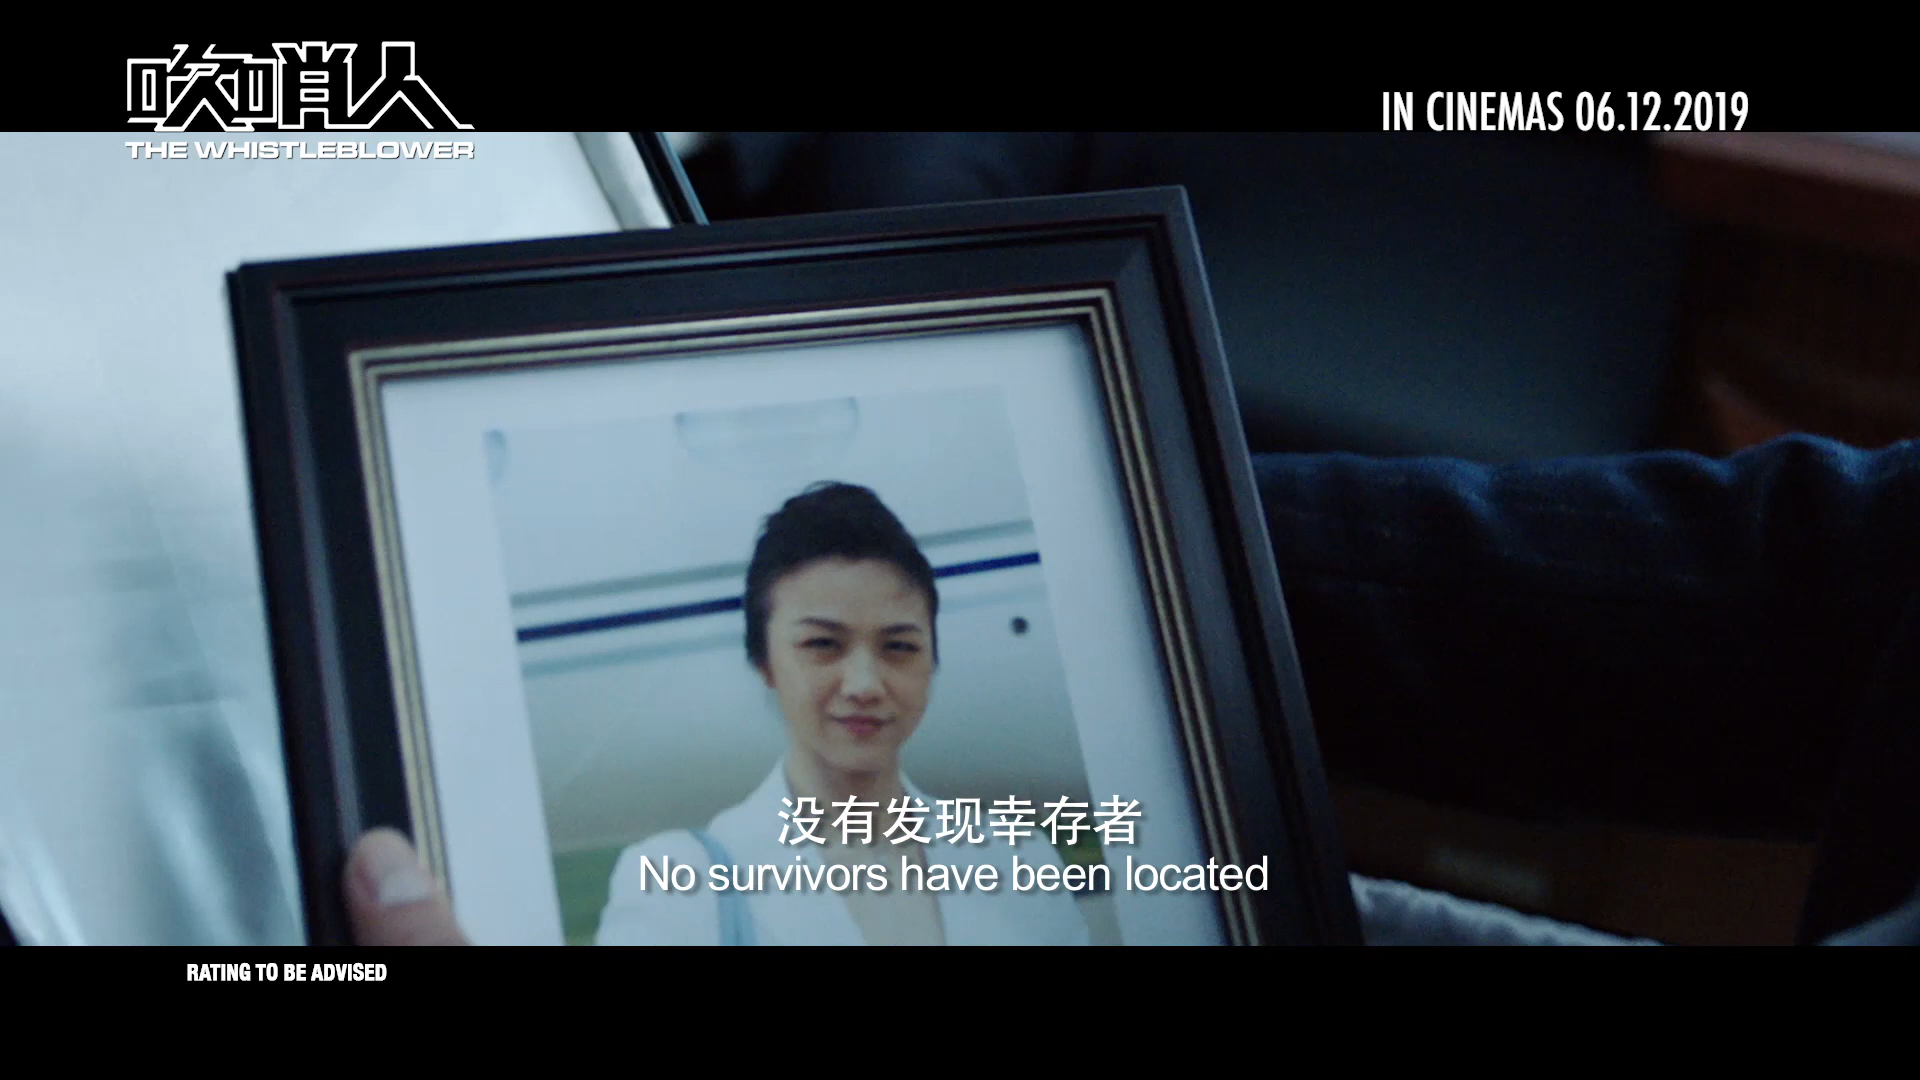 吹哨人
THE WHISTLEBLOWER
IN CINEMAS 06.12.2019
没有发现幸存者
No survivors have been located
RATING TO BE ADVISED